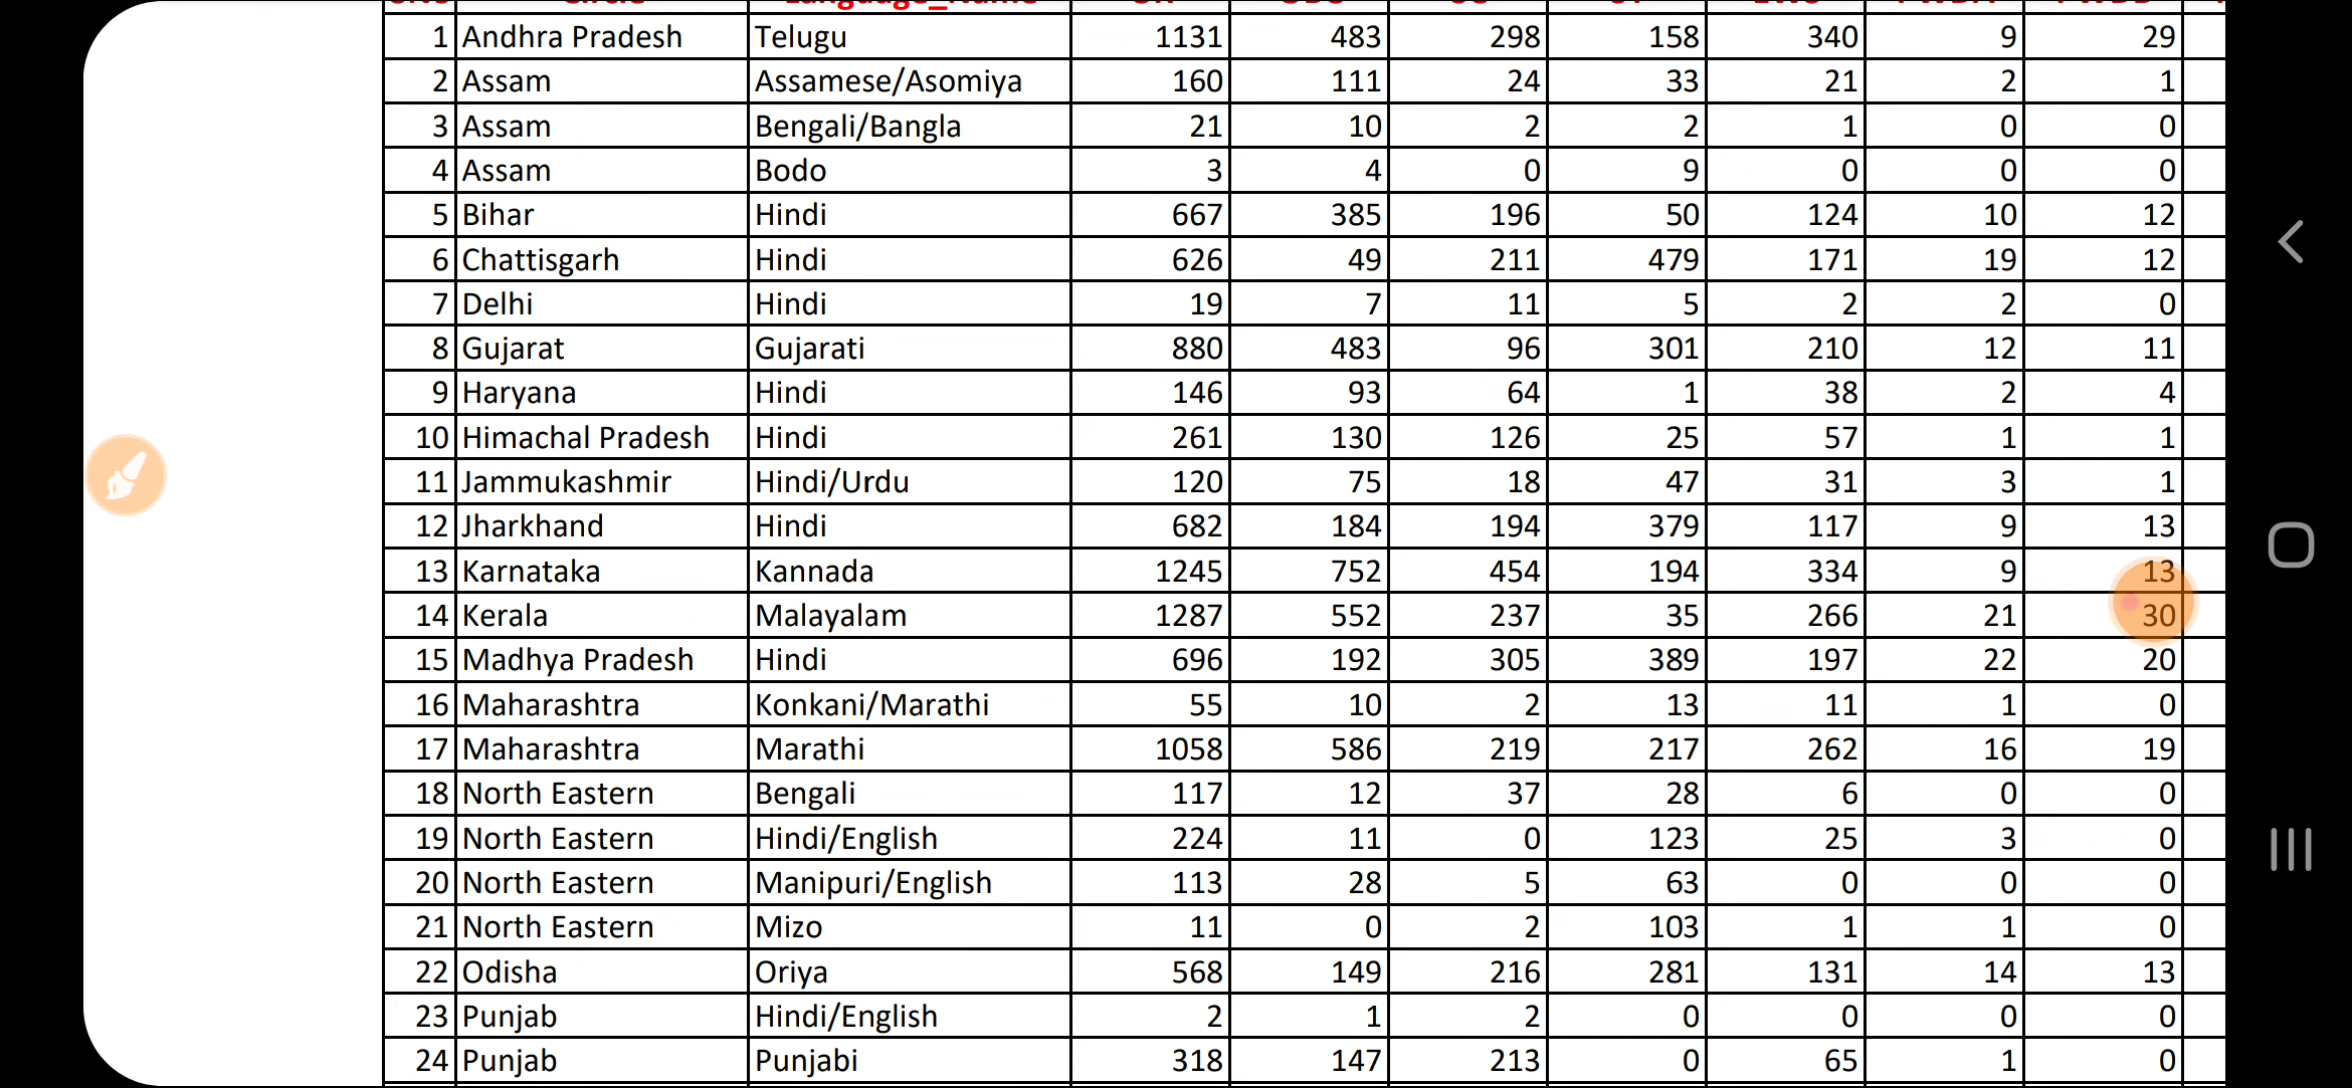 Language_Name
1 Andhra Pradesh Telugu 1131 483 298 158 340 9 29
2 Assam Assamese/Asomiya 160 111 24 33 21 2 1
3 Assam Bengali/Bangla 21 10 2 2 1 0 0
4 Assam Bodo 3 4 0 9 0 0 0
5 Bihar Hindi 667 385 196 50 124 10 12
6 Chattisgarh Hindi 626 49 211 479 171 19 12
7 Delhi Hindi 19 7 11 5 2 2 0
8 Gujarat Gujarati 880 483 96 301 210 12 11
9 Haryana Hindi 146 93 64 1 38 2 4
10 Himachal Pradesh Hindi 261 130 126 25 57 1 1
11 Jammukashmir Hindi/Urdu 120 75 18 47 31 3 1
12 Jharkhand Hindi 682 184 194 379 117 9 13
13 Karnataka Kannada 1245 752 454 194 334 9 13
14 Kerala Malayalam 1287 552 237 35 266 21 30
15 Madhya Pradesh Hindi 696 192 305 389 197 22 20
16 Maharashtra Konkani/Marathi 55 10 2 13 11 1 0
17 Maharashtra Marathi 1058 586 219 217 262 16 19
18 North Eastern Bengali 117 12 37 28 6 0 0
19 North Eastern Hindi/English 224 11 0 123 25 3 0
20 North Eastern Manipuri/English 113 28 5 63 0 0 0
21 North Eastern Mizo 11 0 2 103 1 1 0
22 Odisha Oriya 568 149 216 281 131 14 13
23 Punjab Hindi/English 2 1 2 0 0 0 0
24 Punjab Punjabi 318 147 213 0 65 1 0